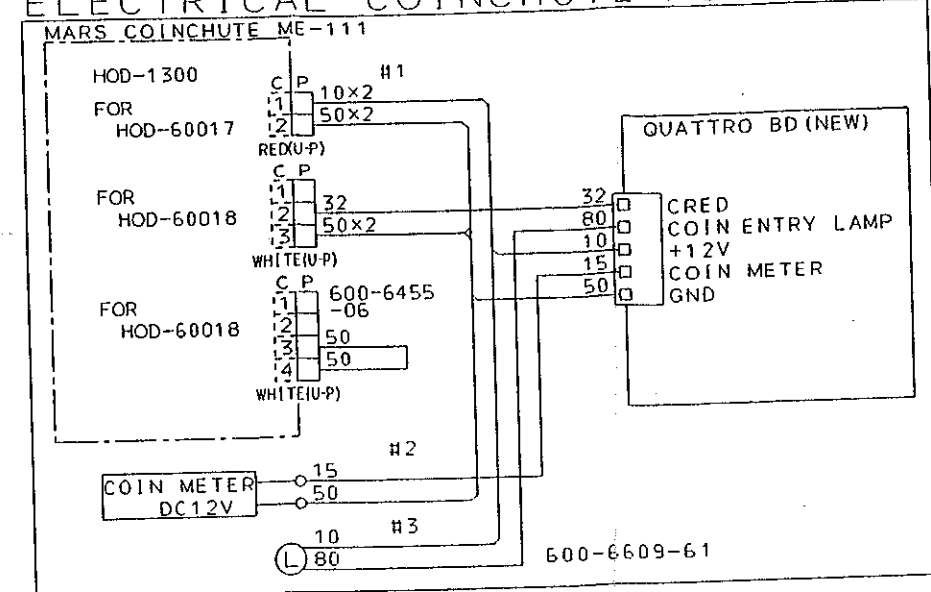 ELECTRICAL COINCHUTE
MARS COINCHUTE ME-111
HOD-1300
FOR
HOD-60017
C P
1
2
10×2
50×2
RED(U-P)
#1
FOR
HOD-60018
C P
1
2
3
32
50×2
WHITE(U-P)
FOR
HOD-60018
C P
1
2
3
4
600-6455
-06
50
50
WHITE(U-P)
QUATTRO BD(NEW)
32 CRED
80 COIN ENTRY LAMP
10 +12V
15 COIN METER
50 GND
#2
COIN METER
DC12V
15
50
#3
L
10
80
600-6609-61